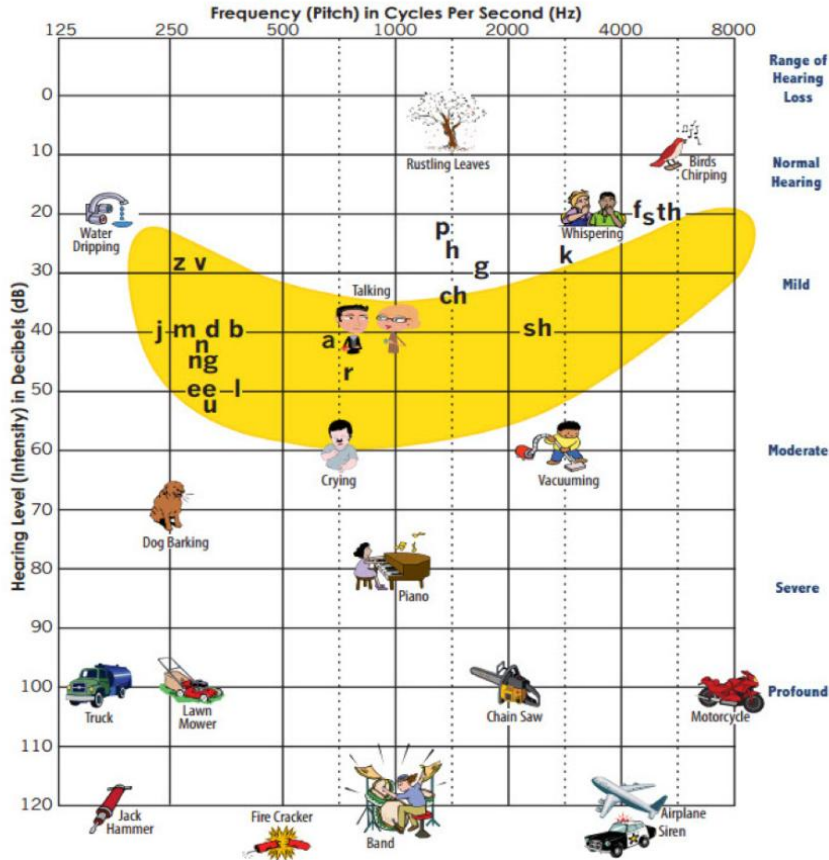 Frequency (Pitch) in Cycles Per Second (Hz)
125 250 500 1000 2000 4000 8000
Hearing Level (Intensity) in Decibels (dB)
Range of
Hearing
Loss
0
Rustling Leaves
10
Birds
Chirping
Normal
Hearing
20
Water
Dripping
Whispering
f s th
p
h
k
z v
g
30
Talking
ch
Mild
40
j m d b
a
sh
n
ng
r
50
ee l
u
60
Crying
Vacuuming
Moderate
70
Dog Barking
80
Piano
Severe
90
100
Truck
Lawn
Mower
Chain Saw
Motorcycle
Profound
110
120
Jack
Hammer
Fire Cracker
Band
Airplane
Siren